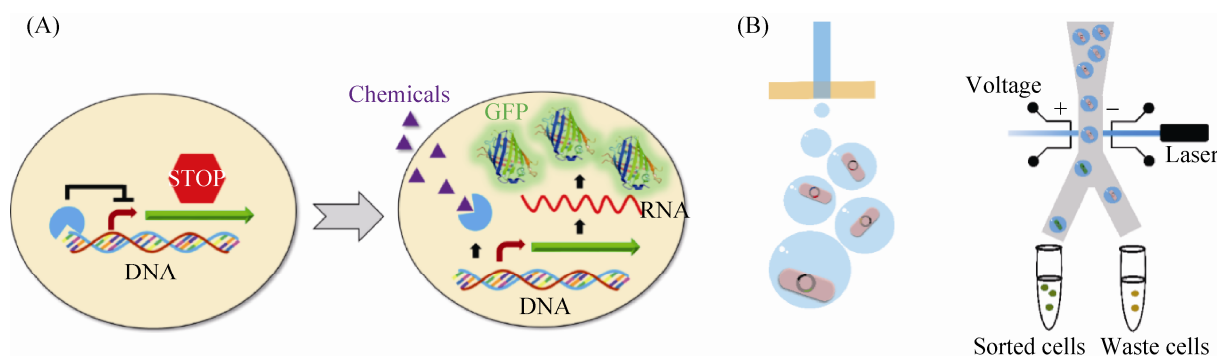 (A)
STOP
DNA
Chemicals
GFP
RNA
DNA
(B)
Voltage
+
−
Laser
Sorted cells
Waste cells